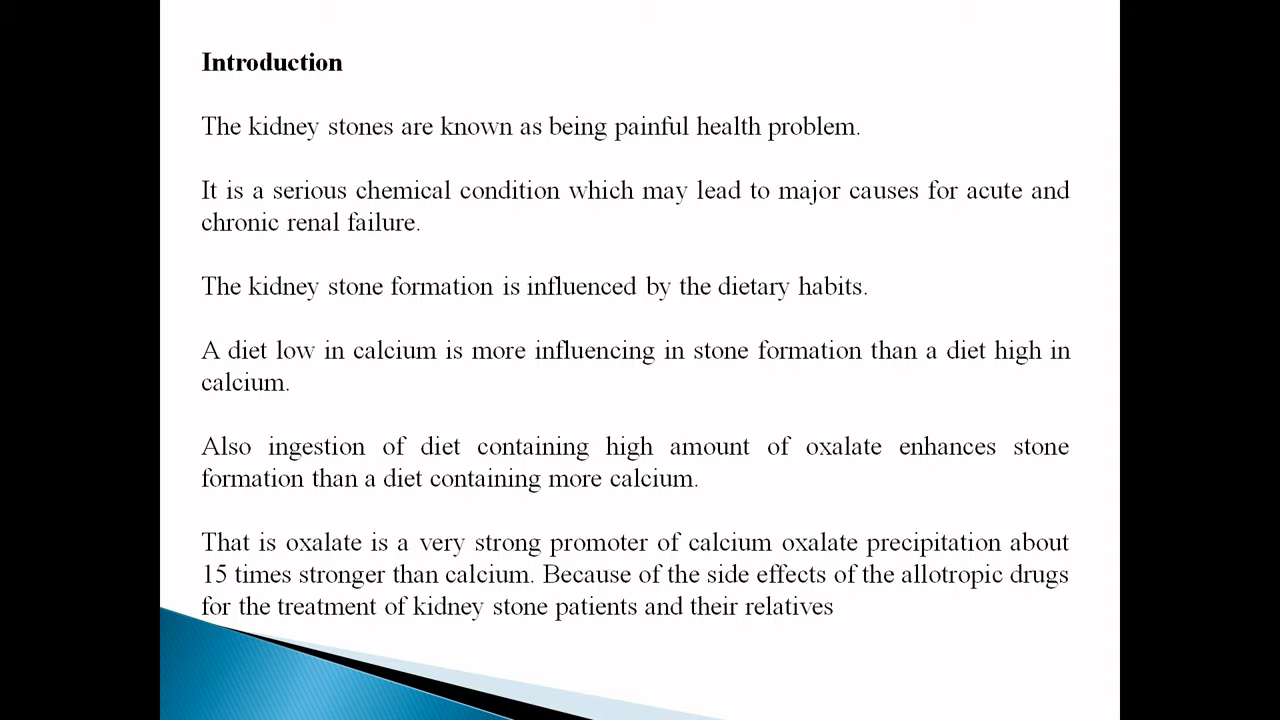 Introduction
The kidney stones are known as being painful health problem.
It is a serious chemical condition which may lead to major causes for acute and
chronic renal failure.
The kidney stone formation is influenced by the dietary habits.
A diet low in calcium is more influencing in stone formation than a diet high in
calcium.
Also ingestion of diet containing high amount of oxalate enhances stone
formation than a diet containing more calcium.
That is oxalate is a very strong promoter of calcium oxalate precipitation about
15 times stronger than calcium. Because of the side effects of the allotropic drugs
for the treatment of kidney stone patients and their relatives